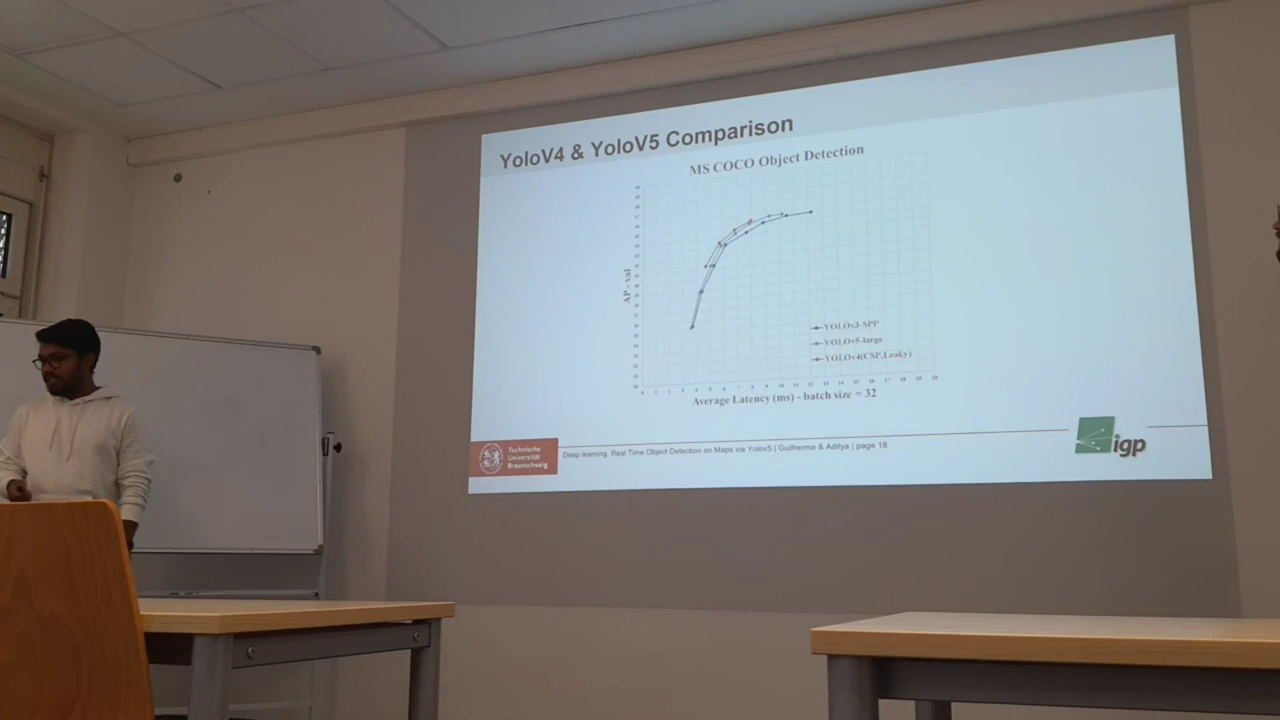 YoloV4 & YoloV5 Comparison
MS COCO Object Detection
AP - val
YOLOv3-SPP
YOLOv5-large
YOLOv4(CSP,Leaky)
Average Latency (ms) - batch size = 32
Technische
Universität
Braunschweig
Deep learning. Real Time Object Detection on Maps via Yolov5 | Guilherme & Aditya | page 18
igp